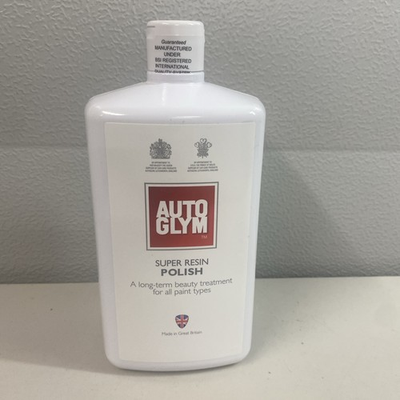 Guaranteed
MANUFACTURED
UNDER
REGISTERED
INTERNATIONAL
AUTO
GLYM
TM
SUPER RESIN
POLISH
A long-term beauty treatment
for all paint types
Made in Great Britain